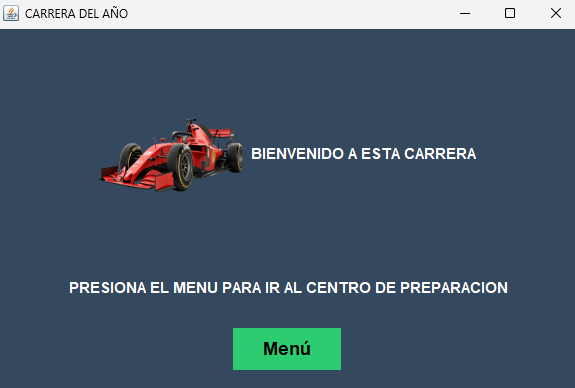 CARRERA DEL AÑO
BIENVENIDO A ESTA CARRERA
PRESIONA EL MENU PARA IR AL CENTRO DE PREPARACION
Menú